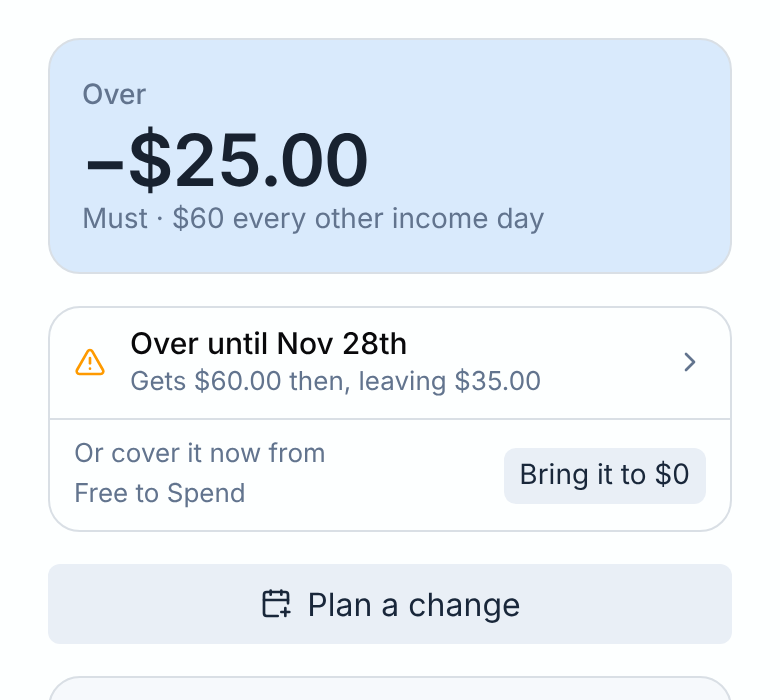 Over
−$25.00
Must · $60 every other income day
Over until Nov 28th
Gets $60.00 then, leaving $35.00
Or cover it now from
Free to Spend
Bring it to $0
Plan a change